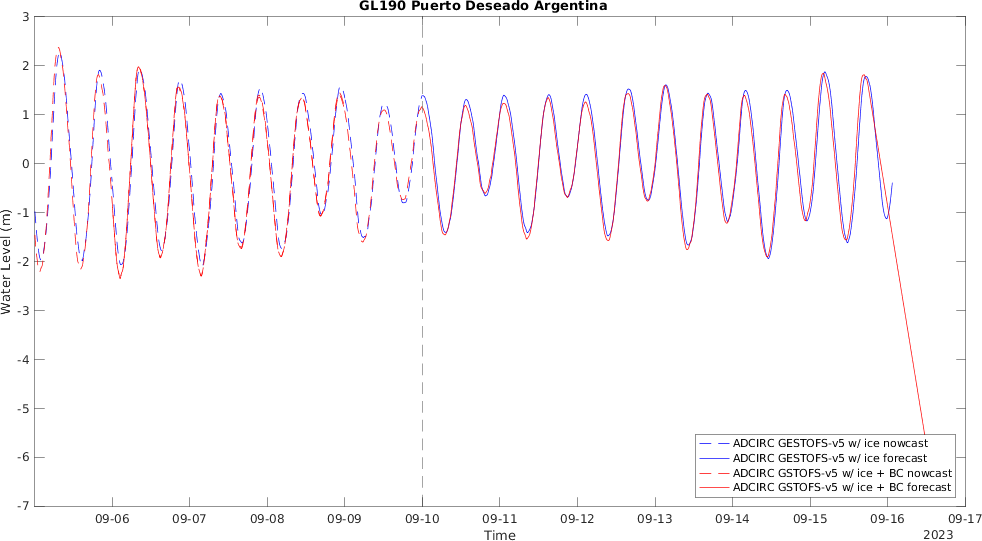 GL190 Puerto Deseado Argentina
3
2
1
0
-1
-2
-3
-4
-5
-6
-7
Water Level (m)
ADCIRC GESTOFS-v5 w/ ice nowcast
ADCIRC GESTOFS-v5 w/ ice forecast
ADCIRC GSTOFS-v5 w/ ice + BC nowcast
ADCIRC GSTOFS-v5 w/ ice + BC forecast
09-06 09-07 09-08 09-09 09-10 09-11 09-12 09-13 09-14 09-15 09-16 09-17
Time
2023